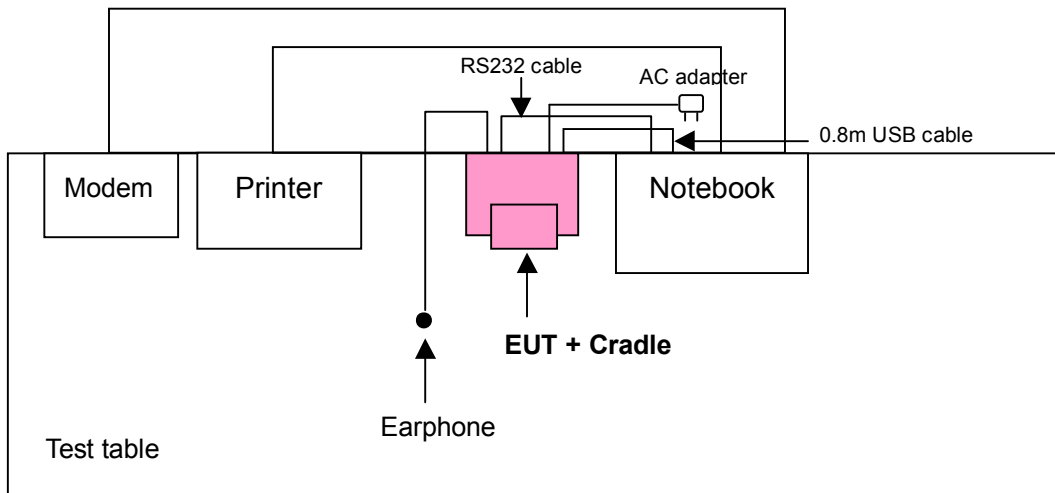 RS232 cable
AC adapter
0.8m USB cable
Modem
Printer
Notebook
EUT + Cradle
Earphone
Test table